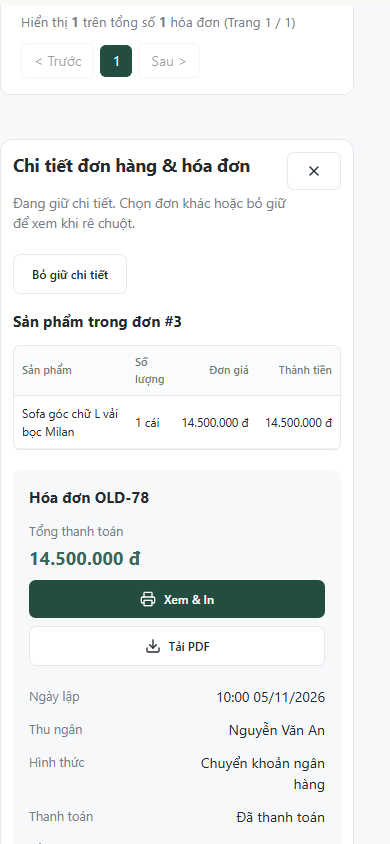 Hiển thị 1 trên tổng số 1 hóa đơn (Trang 1 / 1)
< Trước 1 Sau >
Chi tiết đơn hàng & hóa đơn
Đang giữ chi tiết. Chọn đơn khác hoặc bỏ giữ
để xem khi rê chuột.
Bỏ giữ chi tiết
Sản phẩm trong đơn #3
Sản phẩm Số lượng Đơn giá Thành tiền
Sofa góc chữ L vải bọc Milan 1 cái 14.500.000 đ 14.500.000 đ
Hóa đơn OLD-78
Tổng thanh toán
14.500.000 đ
Xem & In
Tải PDF
Ngày lập 10:00 05/11/2026
Thu ngân Nguyễn Văn An
Hình thức Chuyển khoản ngân hàng
Thanh toán Đã thanh toán